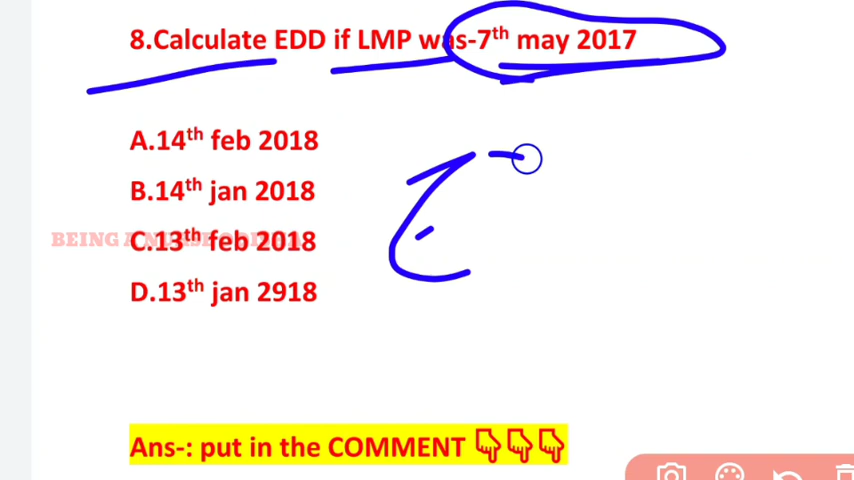 8.Calculate EDD if LMP was-7th may 2017
A.14th feb 2018
B.14th jan 2018
C.13th feb 2018
D.13th jan 2918
Ans-: put in the COMMENT 👇👇👇